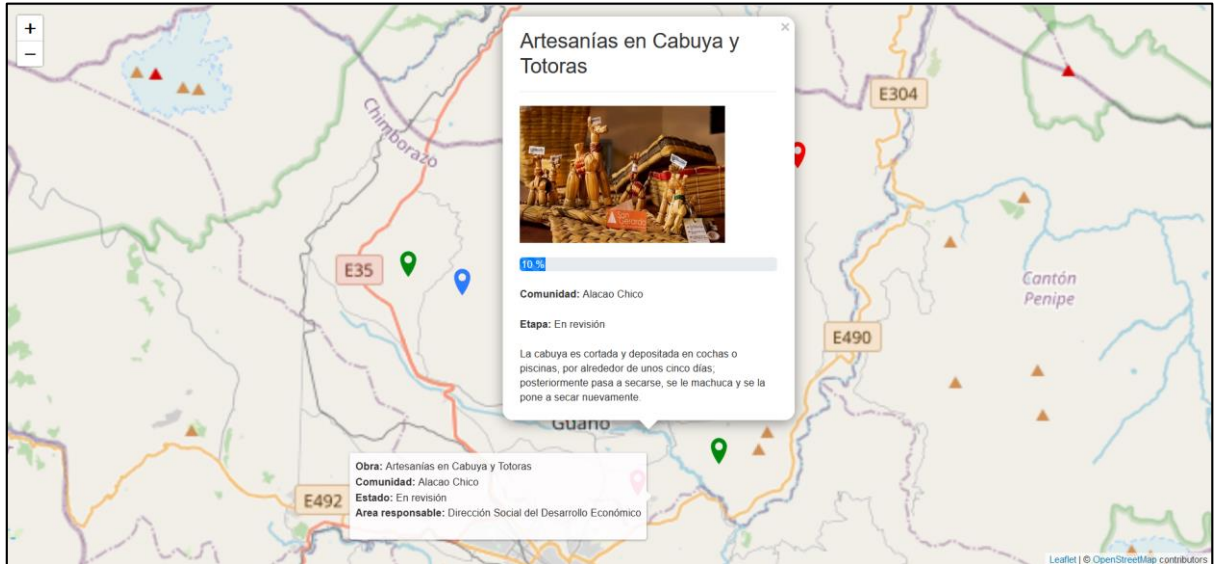 +
−
Artesanías en Cabuya y
Totoras
×
E304
Chimborazo
San
Gerardo
10 %
E35
Cantón
Penipe
Comunidad: Alacao Chico
Etapa: En revisión
E490
La cabuya es cortada y depositada en cochas o
piscinas, por alrededor de unos cinco días;
posteriormente pasa a secarse, se le machuca y se la
pone a secar nuevamente.
Guano
Obra: Artesanías en Cabuya y Totoras
Comunidad: Alacao Chico
Estado: En revisión
Area responsable: Dirección Social del Desarrollo Económico
E492
Leaflet | © OpenStreetMap contributors